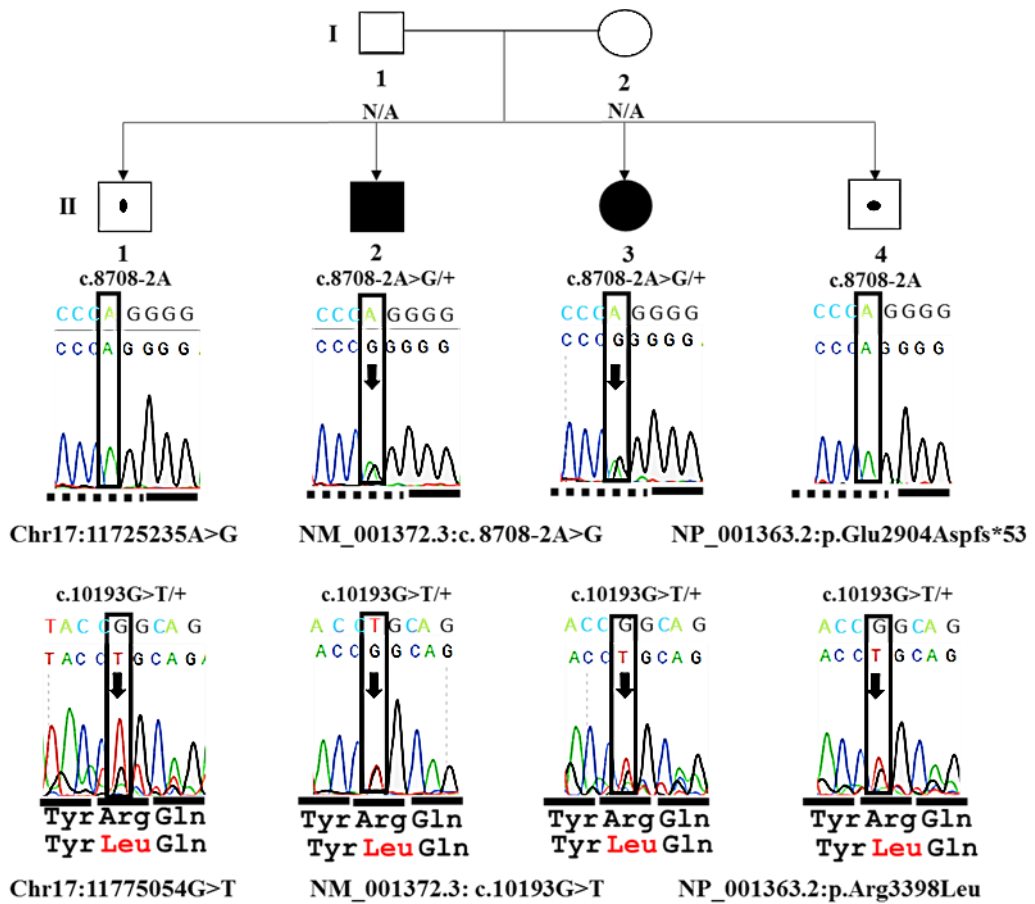 I
1 2
N/A N/A
II
1 2 3 4
c.8708-2A c.8708-2A>G/+ c.8708-2A>G/+ c.8708-2A
CCCAGGGG CCCAGGGG CCCAGGGG CCCAGGGG
CCCAGGGG CCCGGGGG CCCGGGGG CCCAGGGG
Chr17:11725235A>G NM_001372.3:c. 8708-2A>G NP_001363.2:p.Glu2904Aspfs*53
c.10193G>T/+ c.10193G>T/+ c.10193G>T/+ c.10193G>T/+
TACCGGCAG ACCTGCAG ACCGGCAG ACCGGCAG
TACCTGCAGA ACCGGCAG ACCTGCAG ACCTGCAG
Tyr Arg Gln Tyr Arg Gln Tyr Arg Gln Tyr Arg Gln
Tyr Leu Gln Tyr Leu Gln Tyr Leu Gln Tyr Leu Gln
Chr17:11775054G>T NM_001372.3: c.10193G>T NP_001363.2:p.Arg3398Leu